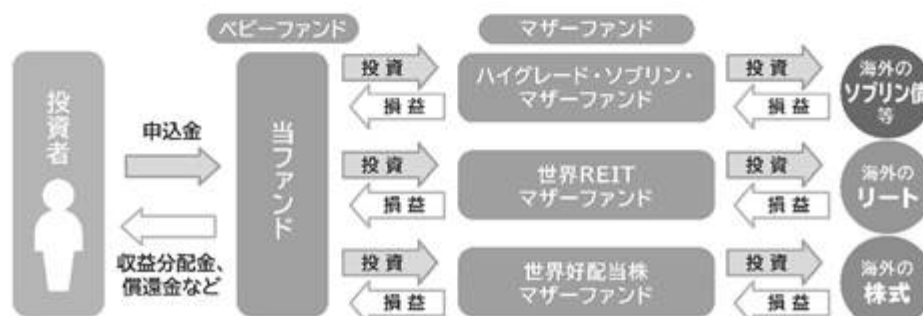 ベビーファンド
マザーファンド
投資者
申込金
収益分配金、
償還金など
当ファンド
投資
損益
ハイグレード・ソブリン・
マザーファンド
投資
損益
海外の
ソブリン債
等
投資
損益
世界REIT
マザーファンド
投資
損益
海外の
リート
投資
損益
世界好配当株
マザーファンド
投資
損益
海外の
株式